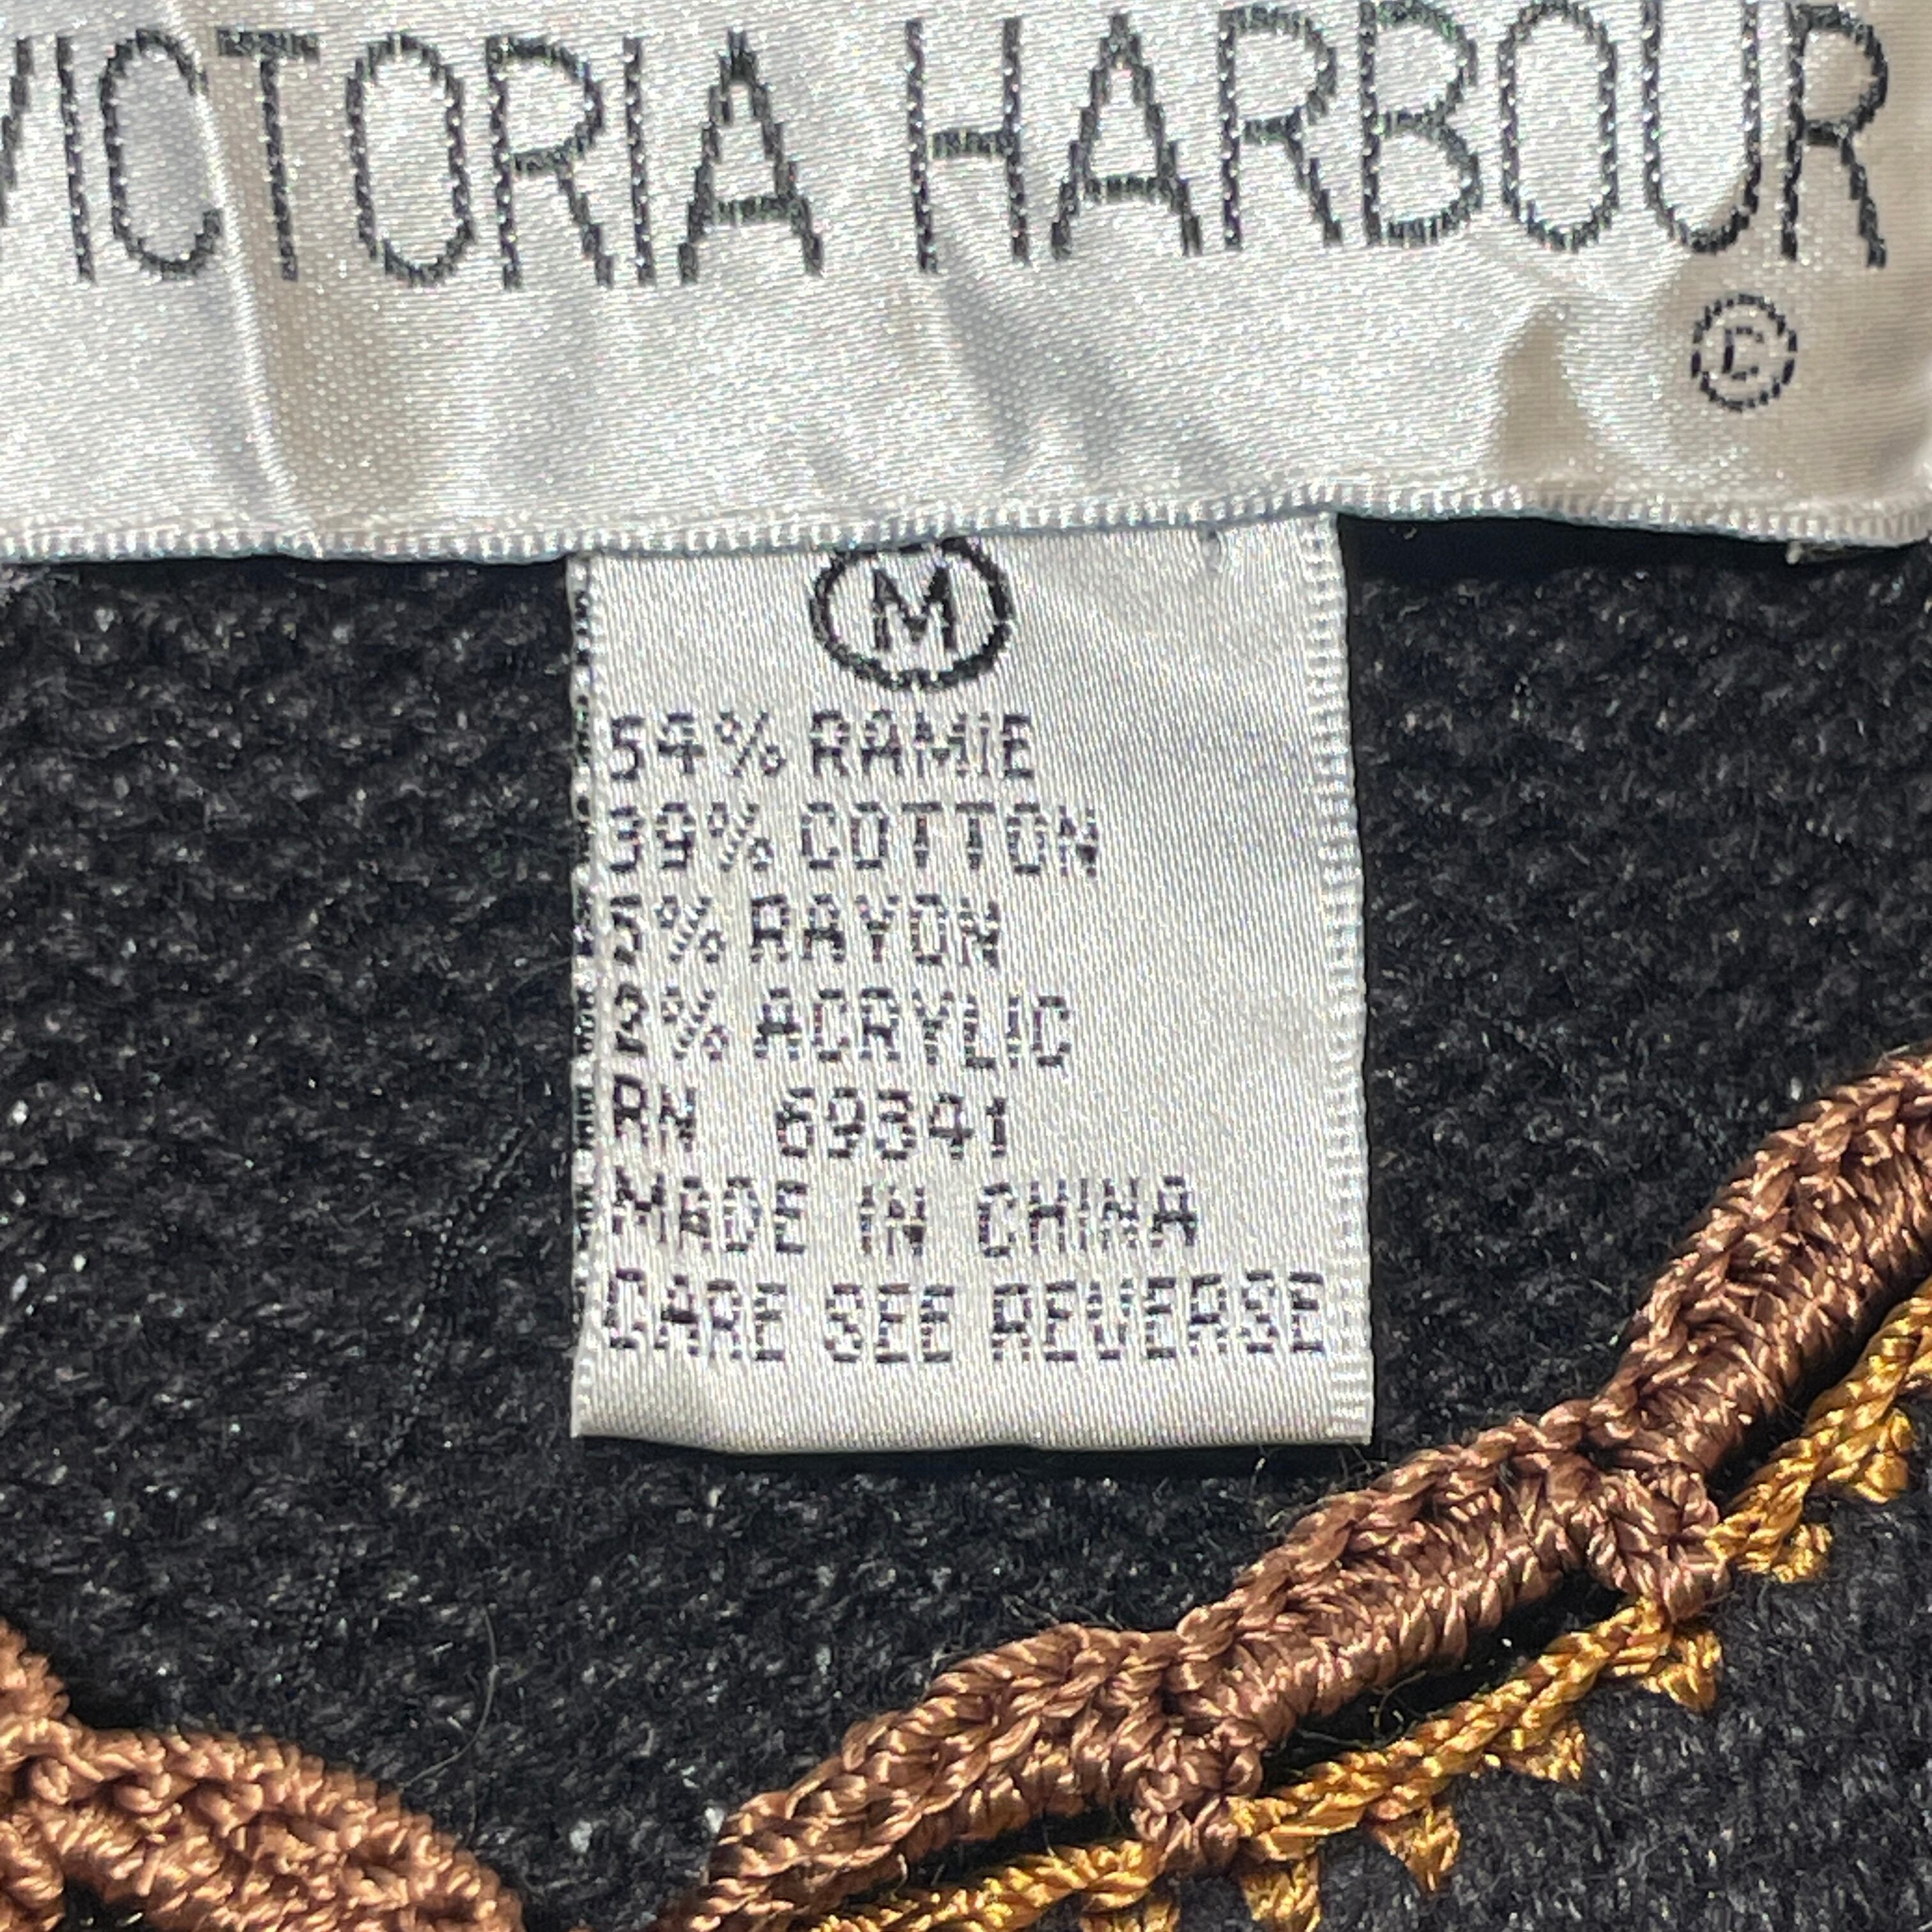 VICTORIA HARBOUR
©
M
54% RAMIE
39% COTTON
5% RAYON
2% ACRYLIC
RN 69341
MADE IN CHINA
CARE SEE REVERSE